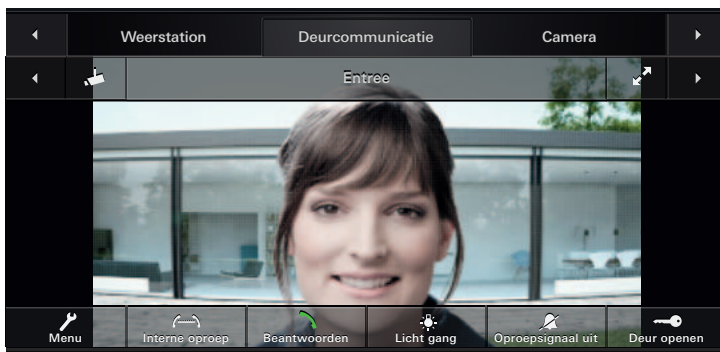 Weerstation Deurcommunicatie Camera
Entree
Menu Interne oproep Beantwoorden Licht gang Oproepsignaal uit Deur openen